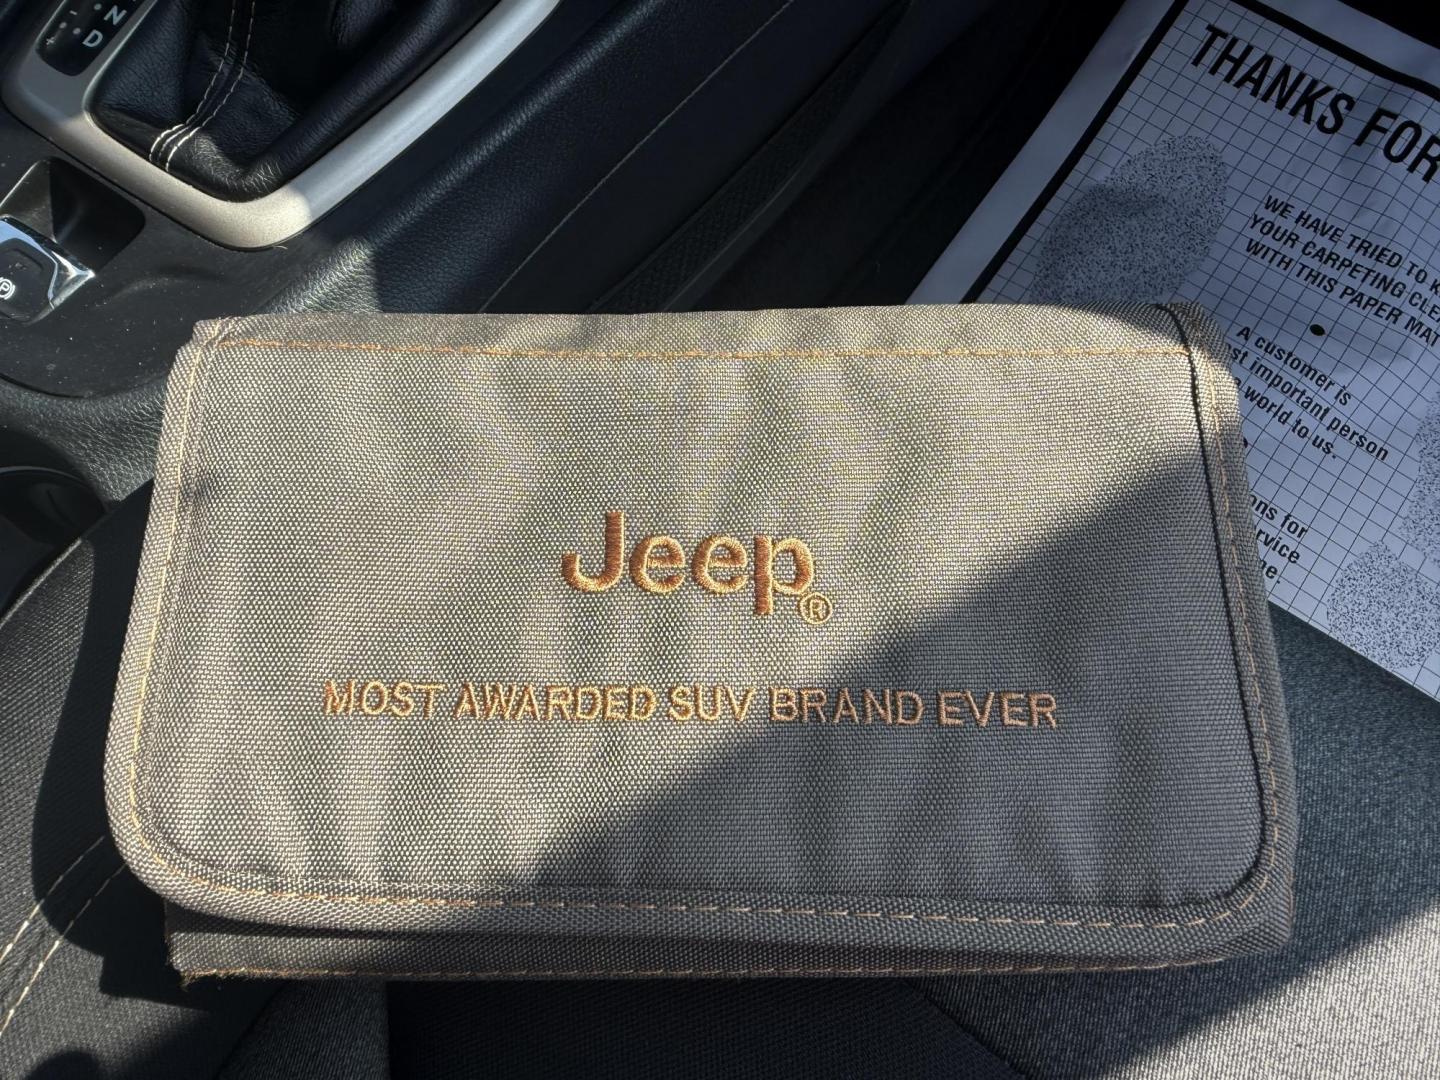 N
D
THANKS FOR
WE HAVE TRIED TO
YOUR CARPETING
WITH THIS PAPER MAT
A customer is
important person
world to us.
for
Jeep®
MOST AWARDED SUV BRAND EVER